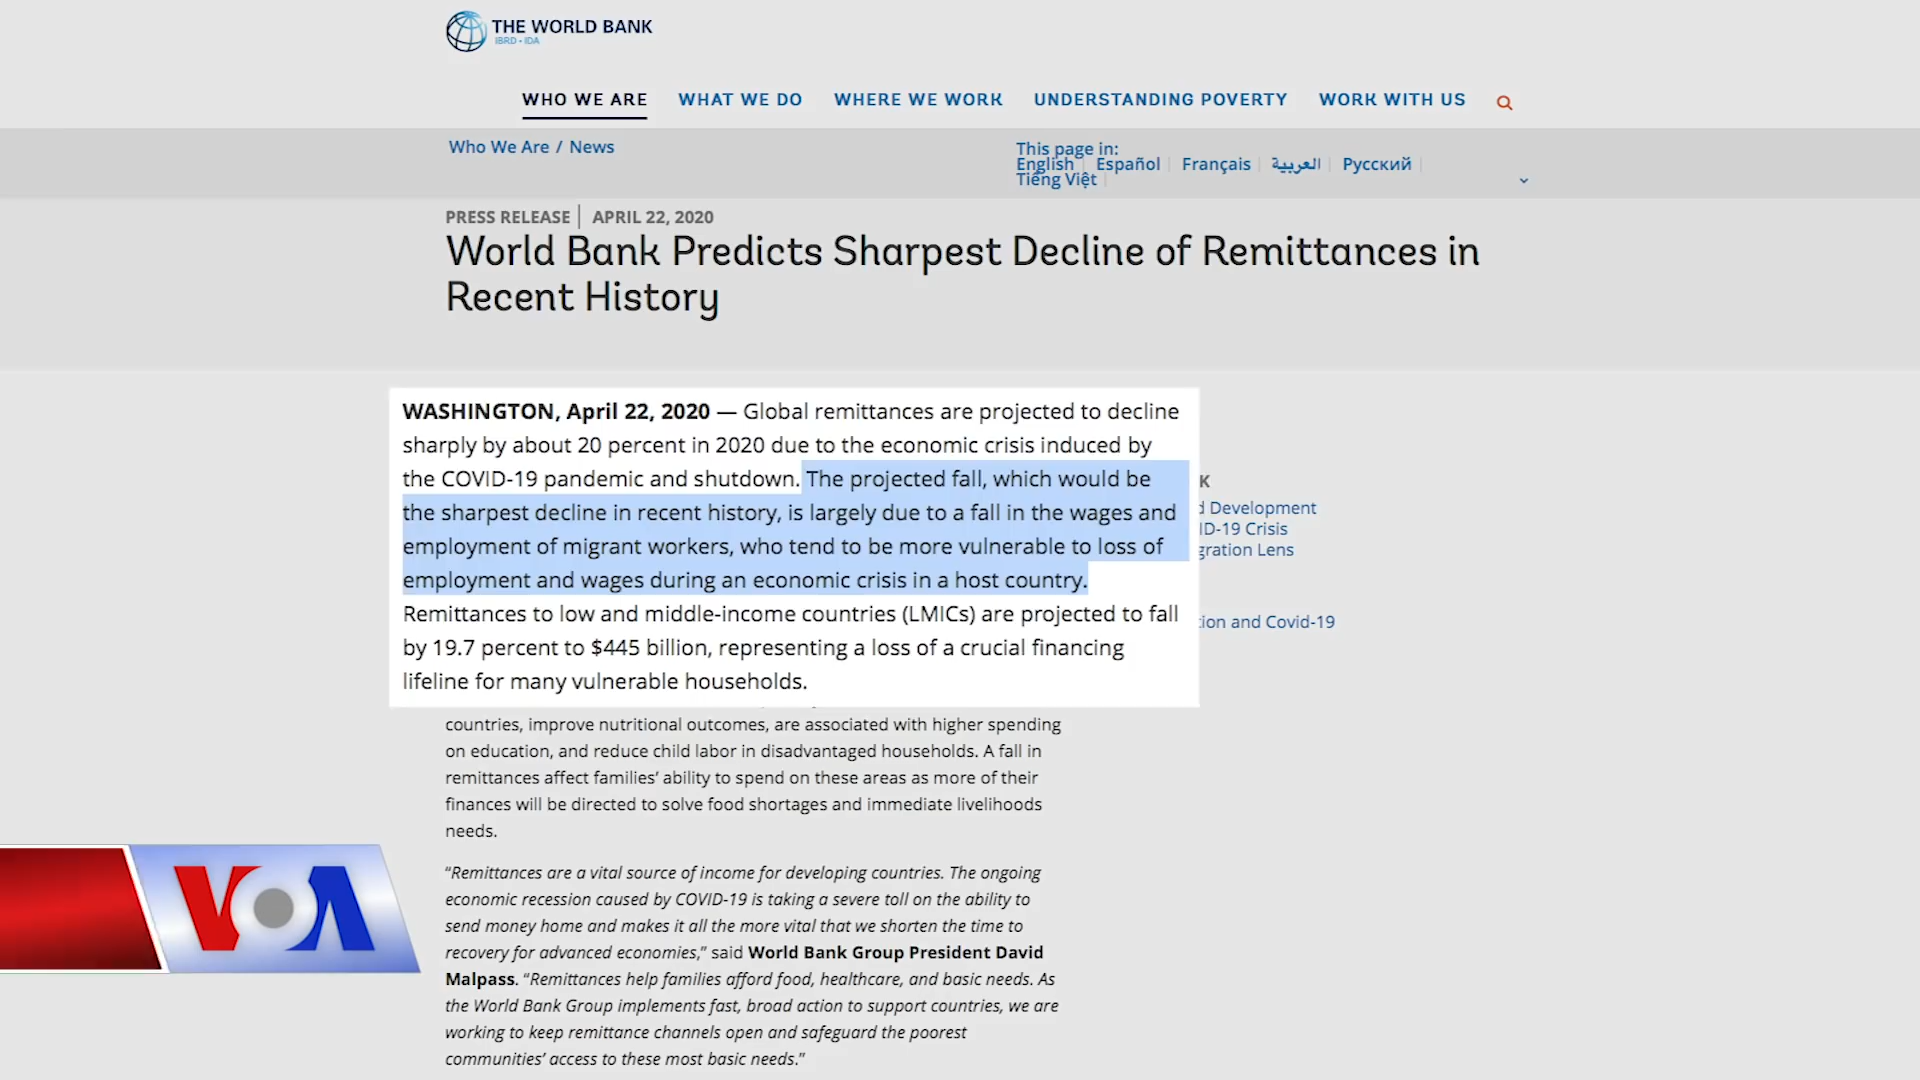 THE WORLD BANK
IBRD • IDA
WHO WE ARE WHAT WE DO WHERE WE WORK UNDERSTANDING POVERTY WORK WITH US
Who We Are / News
This page in:
English Español Français العربية Русский
Tiếng Việt
PRESS RELEASE APRIL 22, 2020
World Bank Predicts Sharpest Decline of Remittances in
Recent History
WASHINGTON, April 22, 2020 — Global remittances are projected to decline
sharply by about 20 percent in 2020 due to the economic crisis induced by
the COVID-19 pandemic and shutdown. The projected fall, which would be
the sharpest decline in recent history, is largely due to a fall in the wages and
employment of migrant workers, who tend to be more vulnerable to loss of
employment and wages during an economic crisis in a host country.
Remittances to low and middle-income countries (LMICs) are projected to fall
by 19.7 percent to $445 billion, representing a loss of a crucial financing
lifeline for many vulnerable households.
Development
Crisis
Lens
and Covid-19
countries, improve nutritional outcomes, are associated with higher spending
on education, and reduce child labor in disadvantaged households. A fall in
remittances affect families’ ability to spend on these areas as more of their
finances will be directed to solve food shortages and immediate livelihoods
needs.
“Remittances are a vital source of income for developing countries. The ongoing
economic recession caused by COVID-19 is taking a severe toll on the ability to
send money home and makes it all the more vital that we shorten the time to
recovery for advanced economies,” said World Bank Group President David
Malpass. “Remittances help families afford food, healthcare, and basic needs. As
the World Bank Group implements fast, broad action to support countries, we are
working to keep remittance channels open and safeguard the poorest
communities’ access to these most basic needs.”
VOA